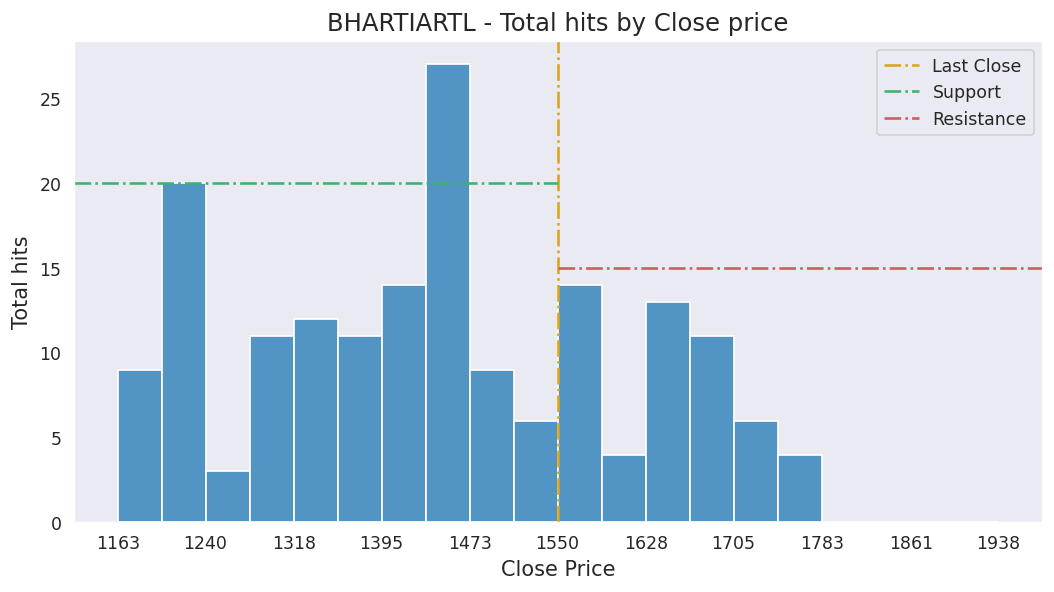 BHARTIARTL - Total hits by Close price
Last Close
Support
Resistance
Total hits
25
20
15
10
5
0
1163 1240 1318 1395 1473 1550 1628 1705 1783 1861 1938
Close Price